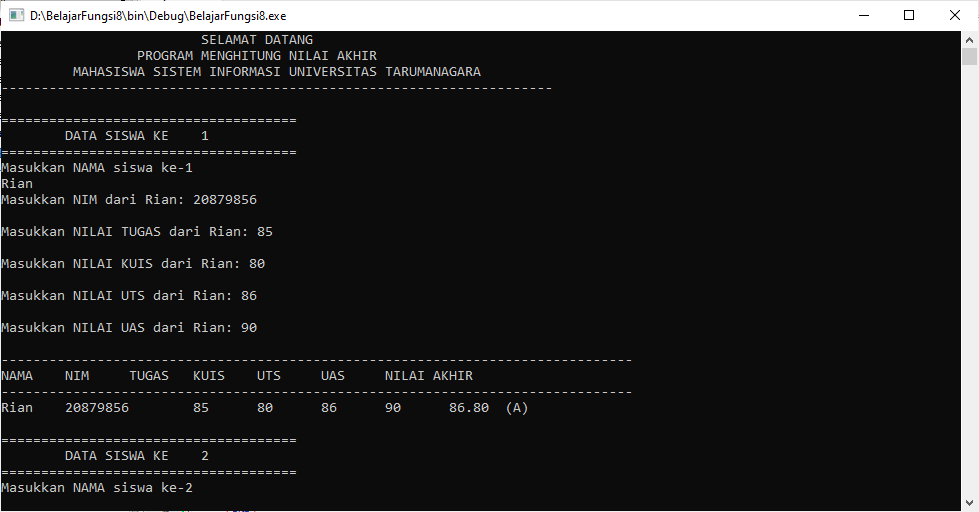 D:\BelajarFungsi8\bin\Debug\BelajarFungsi8.exe
SELAMAT DATANG
PROGRAM MENGHITUNG NILAI AKHIR
MAHASISWA SISTEM INFORMASI UNIVERSITAS TARUMANAGARA
---------------------------------------------------------------------
=====================================
DATA SISWA KE    1
=====================================
Masukkan NAMA siswa ke-1
Rian
Masukkan NIM dari Rian: 20879856
Masukkan NILAI TUGAS dari Rian: 85
Masukkan NILAI KUIS dari Rian: 80
Masukkan NILAI UTS dari Rian: 86
Masukkan NILAI UAS dari Rian: 90
-------------------------------------------------------------------------------
NAMA    NIM     TUGAS   KUIS    UTS     UAS     NILAI AKHIR
-------------------------------------------------------------------------------
Rian    20879856        85      80      86      90      86.80  (A)
=====================================
DATA SISWA KE    2
=====================================
Masukkan NAMA siswa ke-2